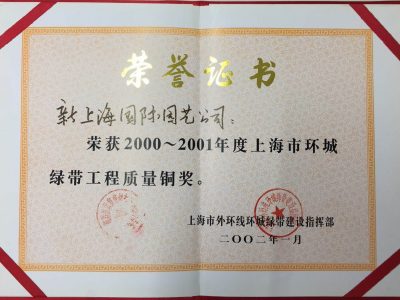 荣誉证书
新上海国际园艺公司：
荣获2000～2001年度上海市环城
绿带工程质量铜奖。
上海市外环线环城绿带建设指挥部
二〇〇二年一月